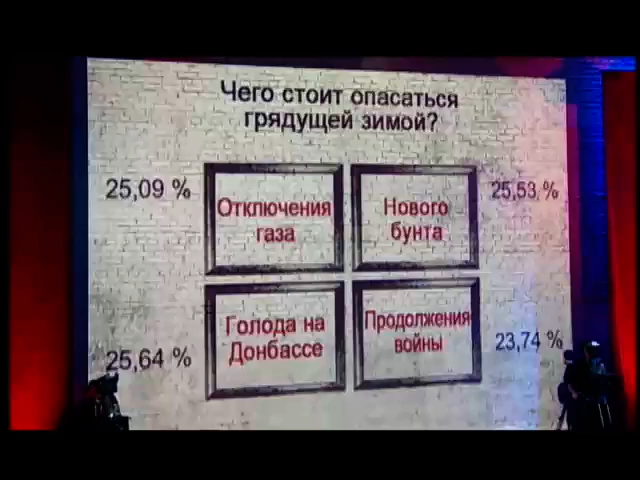 Чего стоит опасаться
грядущей зимой?
25,09 %
Отключения
газа
Нового
бунта
25,53 %
25,64 %
Голода на
Донбассе
Продолжения
войны
23,74 %